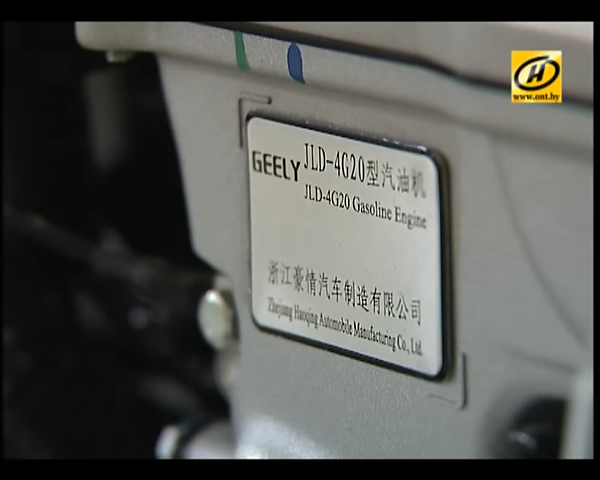 GEELY JLD-4G20型汽油机
JLD-4G20 Gasoline Engine
浙江豪情汽车制造有限公司
Zhejiang Haoqing Automobile Manufacturing Co., Ltd.
www.ont.by